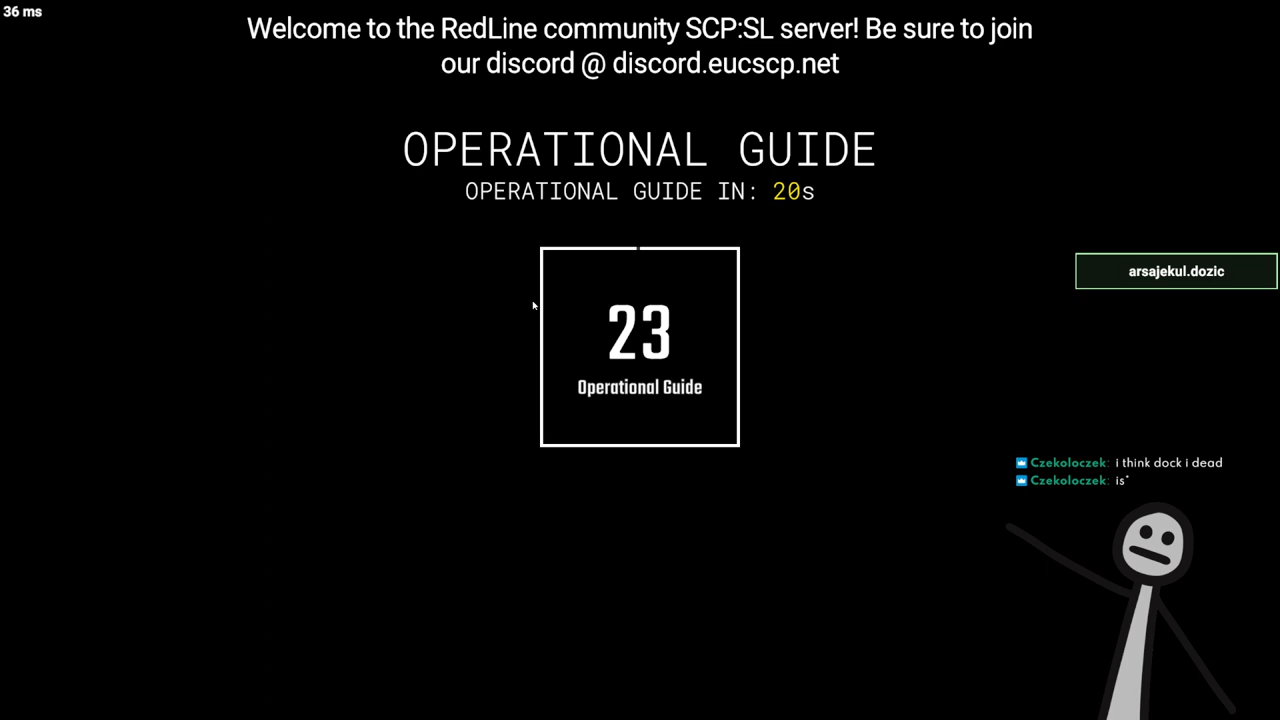 36 ms
Welcome to the RedLine community SCP:SL server! Be sure to join
our discord @ discord.eucscp.net
OPERATIONAL GUIDE
OPERATIONAL GUIDE IN: 20s
arsajekul.dozic
23
Operational Guide
Czekoloczek: i think dock i dead
Czekoloczek: is*